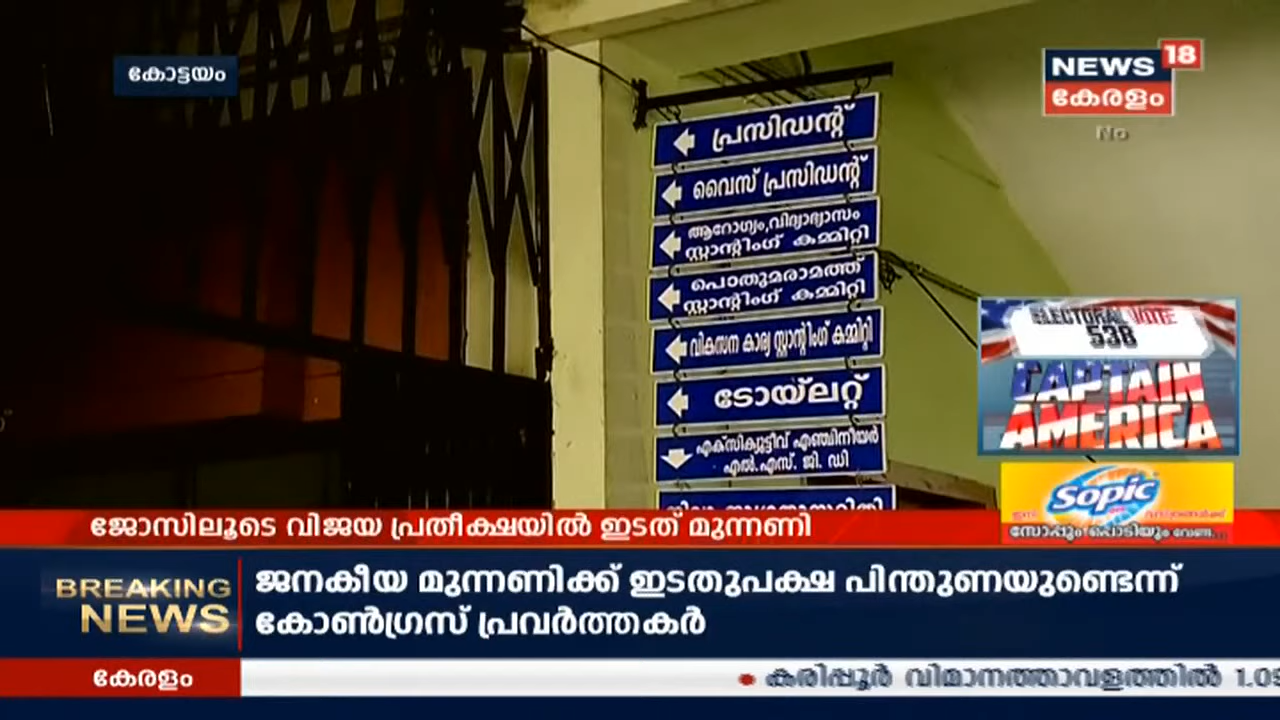 കോട്ടയം
NEWS 18
കേരളം
No
പ്രസിഡന്റ്
വൈസ് പ്രസിഡന്റ്
ആരോഗ്യം,വിദ്യാഭ്യാസം
സ്റ്റാന്റിംഗ് കമ്മിറ്റി
പൊതുമരാമത്ത്
സ്റ്റാന്റിംഗ് കമ്മിറ്റി
വികസന കാര്യ സ്റ്റാന്റിംഗ് കമ്മിറ്റി
ടോയ്‌ലറ്റ്
എക്സിക്യൂട്ടീവ് എഞ്ചിനീയർ
എൽ.എസ്. ജി. ഡി
ELECTORAL VOTE
538
CAPTAIN
AMERICA
Sopic
സോപ്പും പൊടിയും വേണ്ട...
ജോസിലൂടെ വിജയ പ്രതീക്ഷയിൽ ഇടത് മുന്നണി
BREAKING
NEWS
ജനകീയ മുന്നണിക്ക് ഇടതുപക്ഷ പിന്തുണയുണ്ടെന്ന്
കോൺഗ്രസ് പ്രവർത്തകർ
കേരളം
കരിപ്പൂർ വിമാനത്താവളത്തിൽ